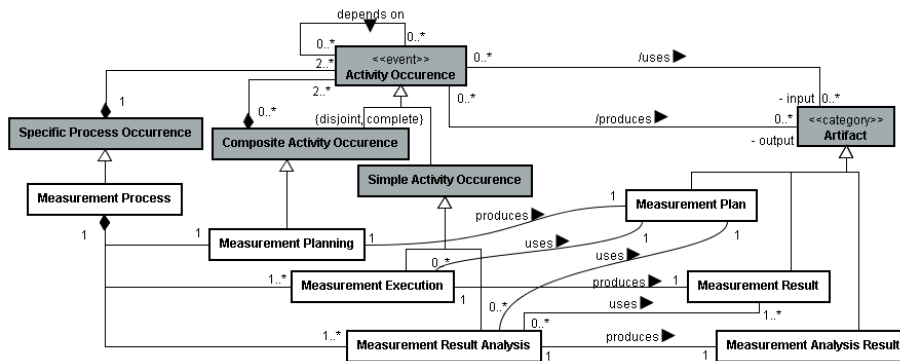 depends on
0..*
0..*
2..*
<<event>>
Activity Occurence
0..*
/uses
- input
0..*
1
0..*
2..*
0..*
/produces
0..*
<<category>>
Artifact
- output
Specific Process Occurrence
{disjoint, complete}
Composite Activity Occurence
Simple Activity Occurence
Measurement Process
1
1
Measurement Planning
1
produces
1
Measurement Plan
uses
1
1
uses
0..*
1..*
Measurement Execution
1
produces
1
Measurement Result
0..*
uses
1..*
0..*
1..*
Measurement Result Analysis
1
produces
1
Measurement Analysis Result